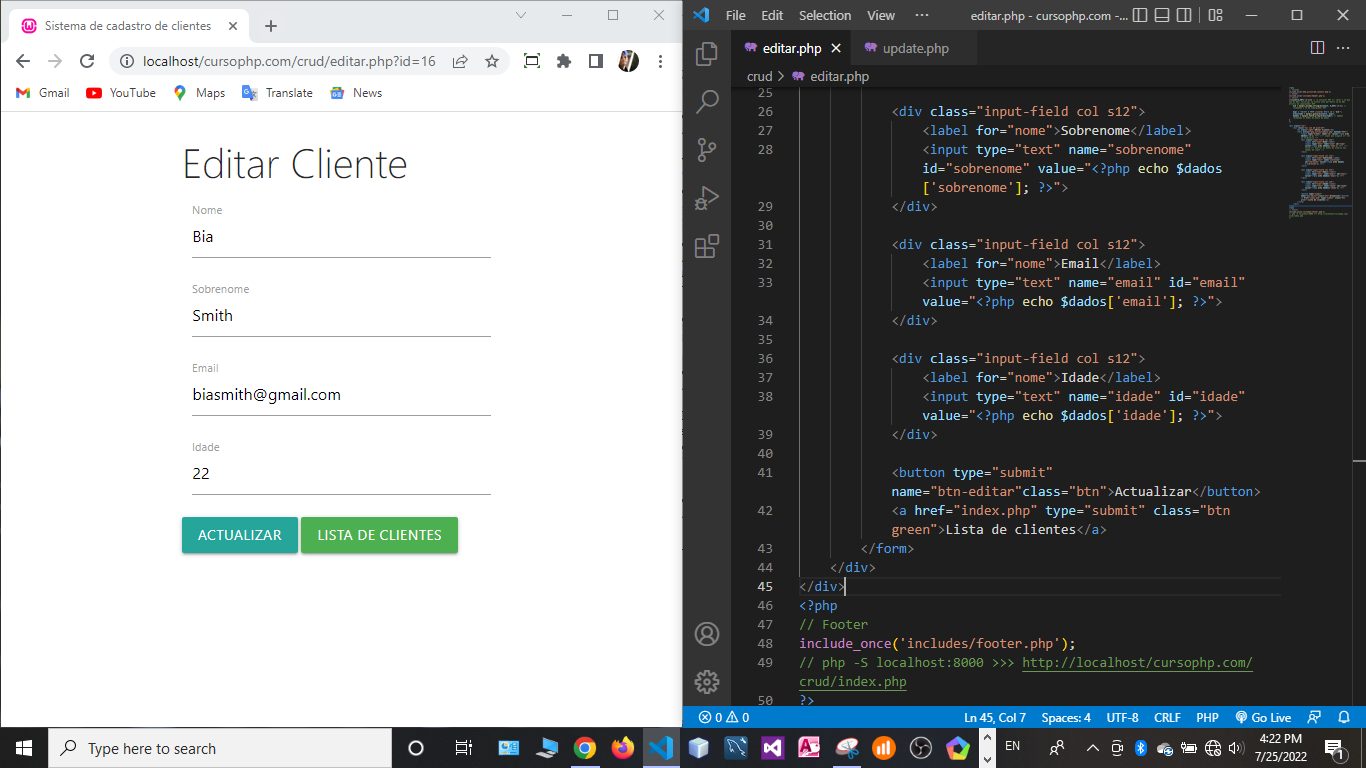 Sistema de cadastro de clientes
localhost/cursophp.com/crud/editar.php?id=16
Gmail
YouTube
Maps
Translate
News
Editar Cliente
Nome
Bia
Sobrenome
Smith
Email
biasmith@gmail.com
Idade
22
ACTUALIZAR
LISTA DE CLIENTES
File Edit Selection View ··· editar.php - cursophp.com -...
editar.php
update.php
crud > editar.php
25
26 <div class="input-field col s12">
27 <label for="nome">Sobrenome</label>
28 <input type="text" name="sobrenome"
id="sobrenome" value="<?php echo $dados
['sobrenome']; ?>">
29 </div>
30
31 <div class="input-field col s12">
32 <label for="nome">Email</label>
33 <input type="text" name="email" id="email"
value="<?php echo $dados['email']; ?>">
34 </div>
35
36 <div class="input-field col s12">
37 <label for="nome">Idade</label>
38 <input type="text" name="idade" id="idade"
value="<?php echo $dados['idade']; ?>">
39 </div>
40
41 <button type="submit"
name="btn-editar"class="btn">Actualizar</button>
42 <a href="index.php" type="submit" class="btn
green">Lista de clientes</a>
43 </form>
44 </div>
45 </div>
46 <?php
47 // Footer
48 include_once('includes/footer.php');
49 // php -S localhost:8000 >>> http://localhost/cursophp.com/
crud/index.php
50 ?>
0 0 Ln 45, Col 7 Spaces: 4 UTF-8 CRLF PHP Go Live
Type here to search
EN
4:22 PM
7/25/2022
1